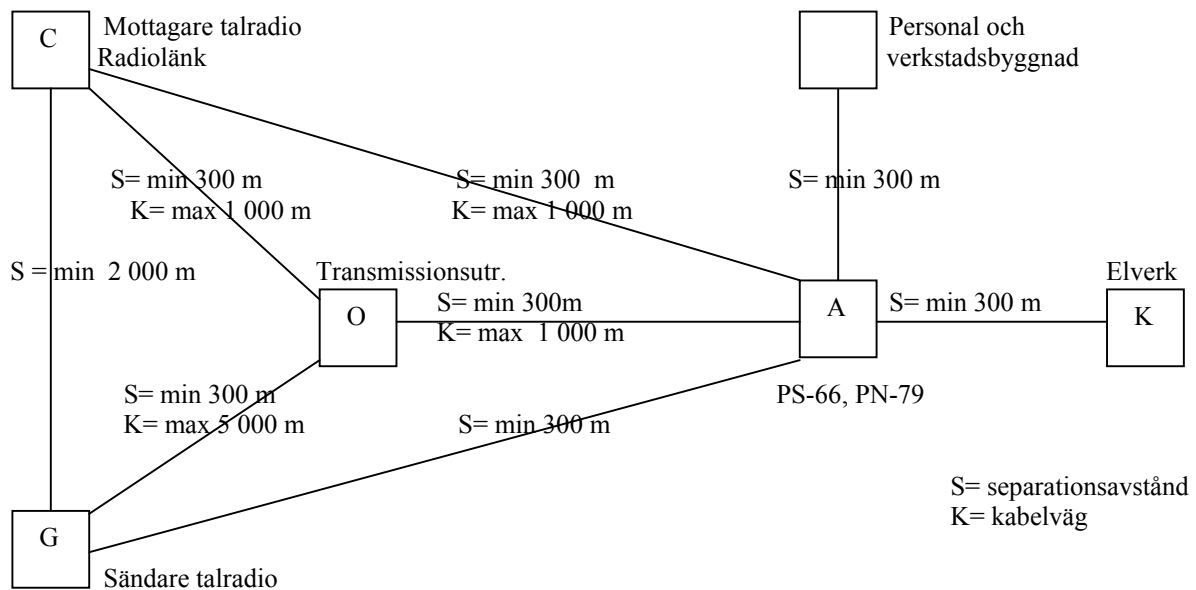 C
Mottagare talradio
Radiolänk
Personal och
verkstadsbyggnad
S= min 300 m
K= max 1 000 m
S= min 300 m
K= max 1 000 m
S= min 300 m
S = min 2 000 m
Transmissionsutr.
O
S= min 300m
K= max 1 000 m
A
S= min 300 m
Elverk
K
S= min 300 m
K= max 5 000 m
S= min 300 m
PS-66, PN-79
S= separationsavstånd
K= kabelväg
G
Sändare talradio